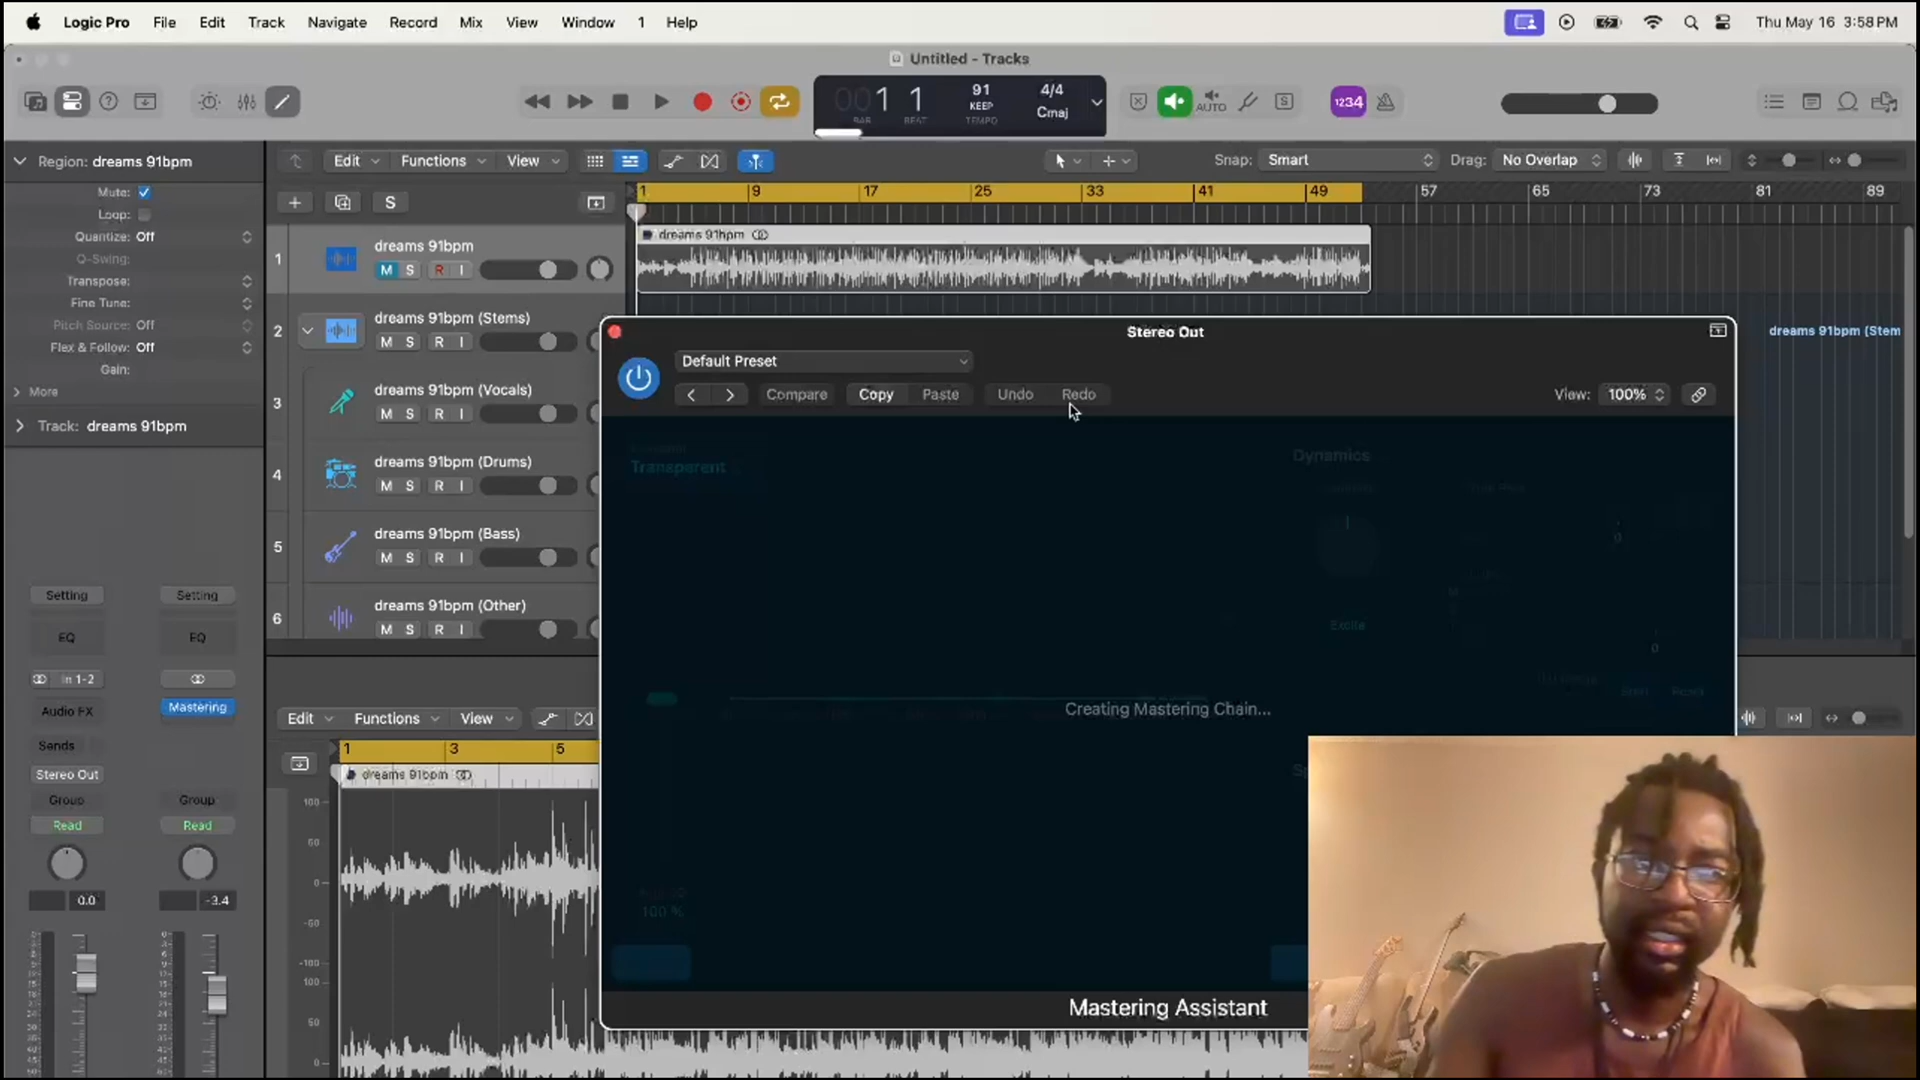 Logic Pro File Edit Track Navigate Record Mix View Window 1 Help Thu May 16 3:58 PM
Untitled - Tracks
001 1 91 4/4
KEEP Cmaj
BAR BEAT TEMPO
AUTO S 1234
Region: dreams 91bpm Edit Functions View Snap: Smart Drag: No Overlap
Mute:
1 9 17 25 33 41 49 57 65 73 81 89
Loop: S
Quantize: Off
Q-Swing:
Transpose:
Fine Tune:
Pitch Source: Off
Flex & Follow: Off
Gain:
More
Track: dreams 91bpm
dreams 91bpm
1 dreams 91bpm
M S R I
2 dreams 91bpm (Stems)
M S R I
3 dreams 91bpm (Vocals)
M S R I
4 dreams 91bpm (Drums)
M S R I
5 dreams 91bpm (Bass)
M S R I
6 dreams 91bpm (Other)
M S R I
dreams 91bpm (Stem
Stereo Out
Default Preset
Compare Copy Paste Undo Redo View: 100%
Transparent Dynamics
Excite
0
0
Creating Mastering Chain...
100 %
Mastering Assistant
Setting Setting
EQ EQ
In 1-2
Audio FX Mastering
Sends
Stereo Out
Group Group
Read Read
0.0 -3.4
Edit Functions View
1 3 5
dreams 91bpm
100
50
0
-50
-100
100
50
0